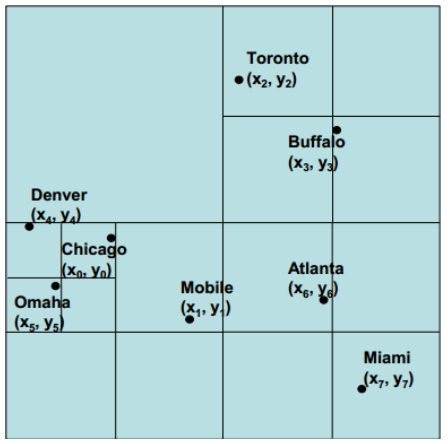 Toronto
(x₂, y₂)
Buffalo
(x₃, y₃)
Denver
(x₄, y₄)
Chicago
(x₀, y₀)
Omaha
(x₅, y₅)
Mobile
(x₁, y₁)
Atlanta
(x₆, y₆)
Miami
(x₇, y₇)